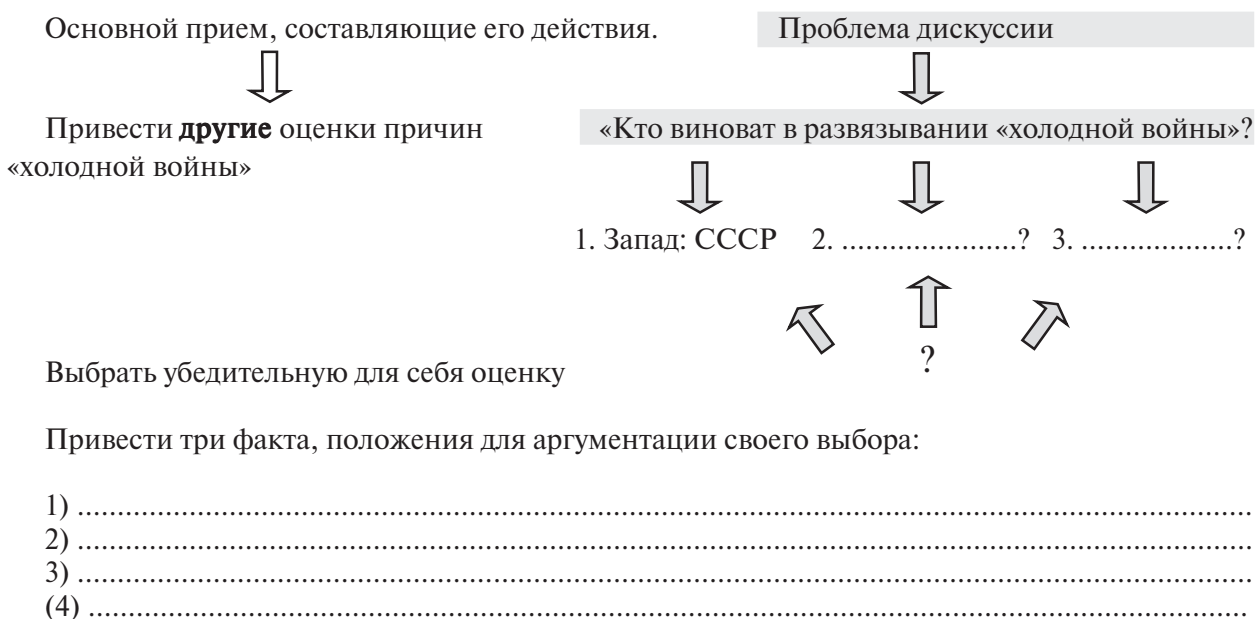 Основной прием, составляющие его действия. Проблема дискуссии
Привести другие оценки причин «Кто виноват в развязывании «холодной войны»?
«холодной войны»
1. Запад: СССР 2. ......................? 3. ...................?
?
Выбрать убедительную для себя оценку
Привести три факта, положения для аргументации своего выбора:
1) ....................................................................................................................................................
2) ....................................................................................................................................................
3) ....................................................................................................................................................
(4) ..................................................................................................................................................